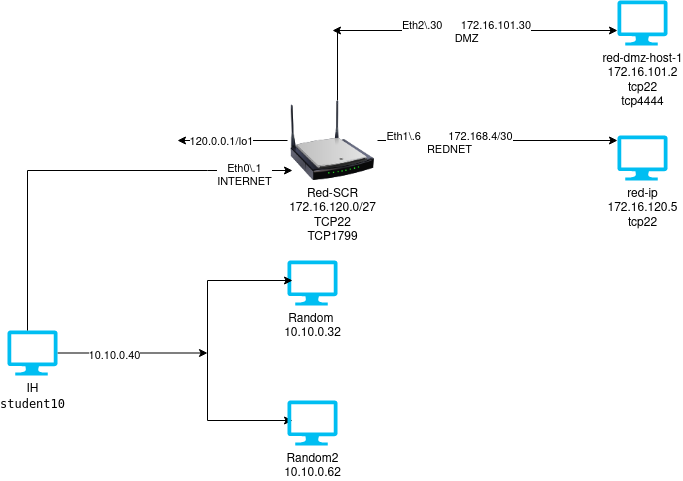 Eth2\.30 172.16.101.30
DMZ
red-dmz-host-1
172.16.101.2
tcp22
tcp4444
120.0.0.1/lo1
Eth1\.6 172.168.4/30
REDNET
Eth0\.1
INTERNET
Red-SCR
172.16.120.0/27
TCP22
TCP1799
red-ip
172.16.120.5
tcp22
Random
10.10.0.32
10.10.0.40
IH
student10
Random2
10.10.0.62